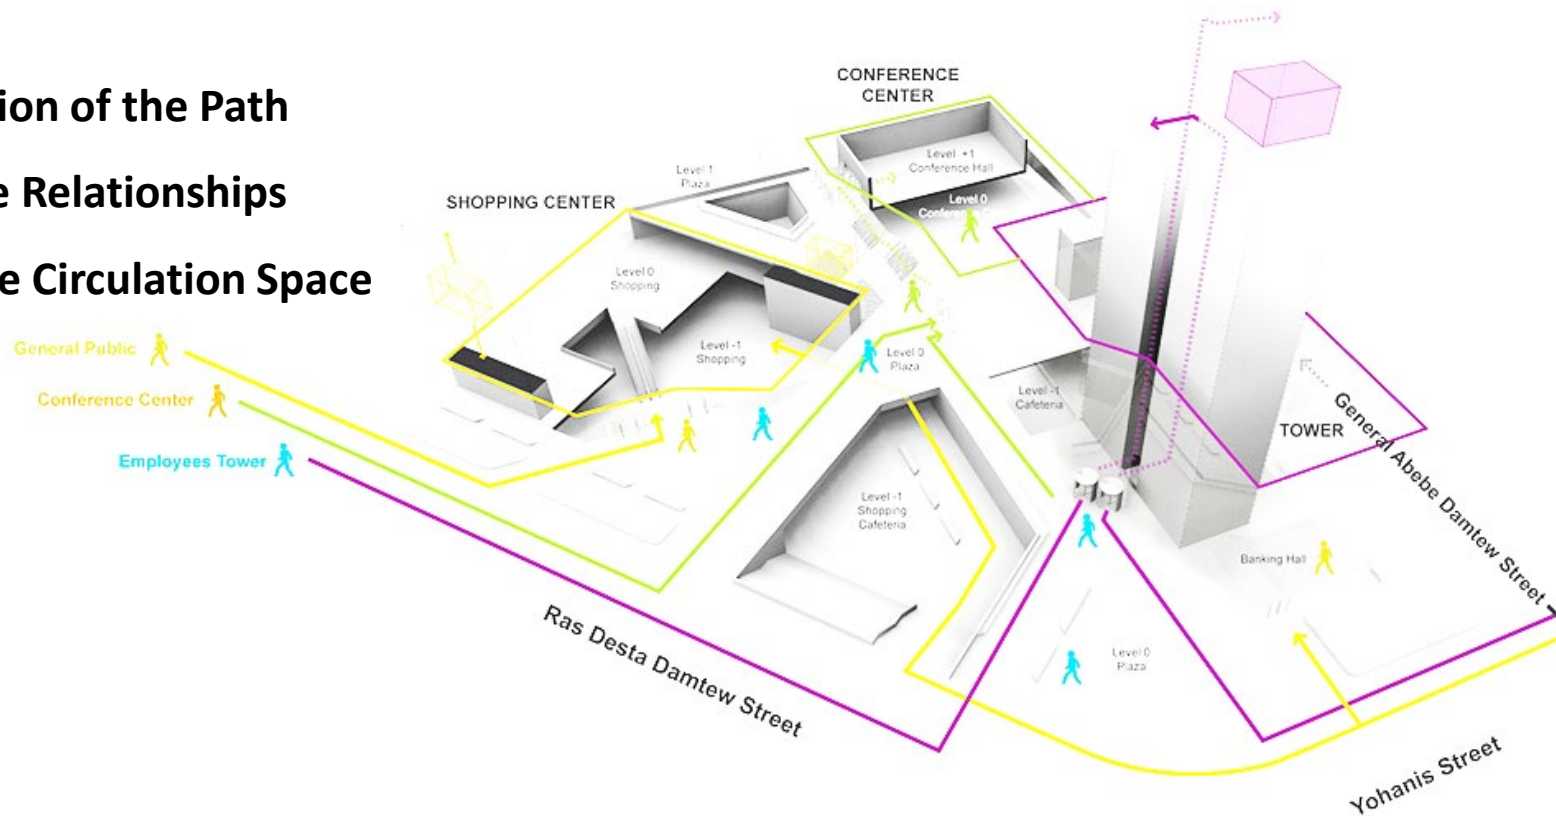 ion of the Path
e Relationships
e Circulation Space
CONFERENCE
CENTER
Level +1
Conference Hall
Level 0
Level 1
Plaza
SHOPPING CENTER
Level 0
Shopping
Level -1
Shopping
General Public
Conference Center
Employees Tower
Level 0
Plaza
Level -1
Cafeteria
TOWER
General Abebe Damtew Street
Level -1
Shopping
Cafeteria
Banking Hall
Level 0
Plaza
Ras Desta Damtew Street
Yohanis Street